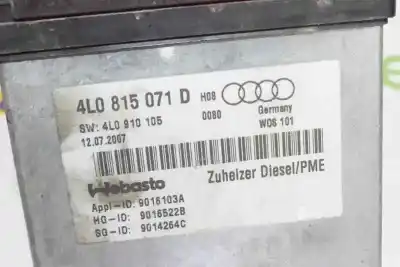 4L0 815 071 D H08
SW: 4L0 910 105 0080 Germany
12.07.2007 WOS 101
Webasto Zuheizer Diesel/PME
Appl-ID: 9016103A
HG-ID: 9016522B
SG-ID: 9014264C